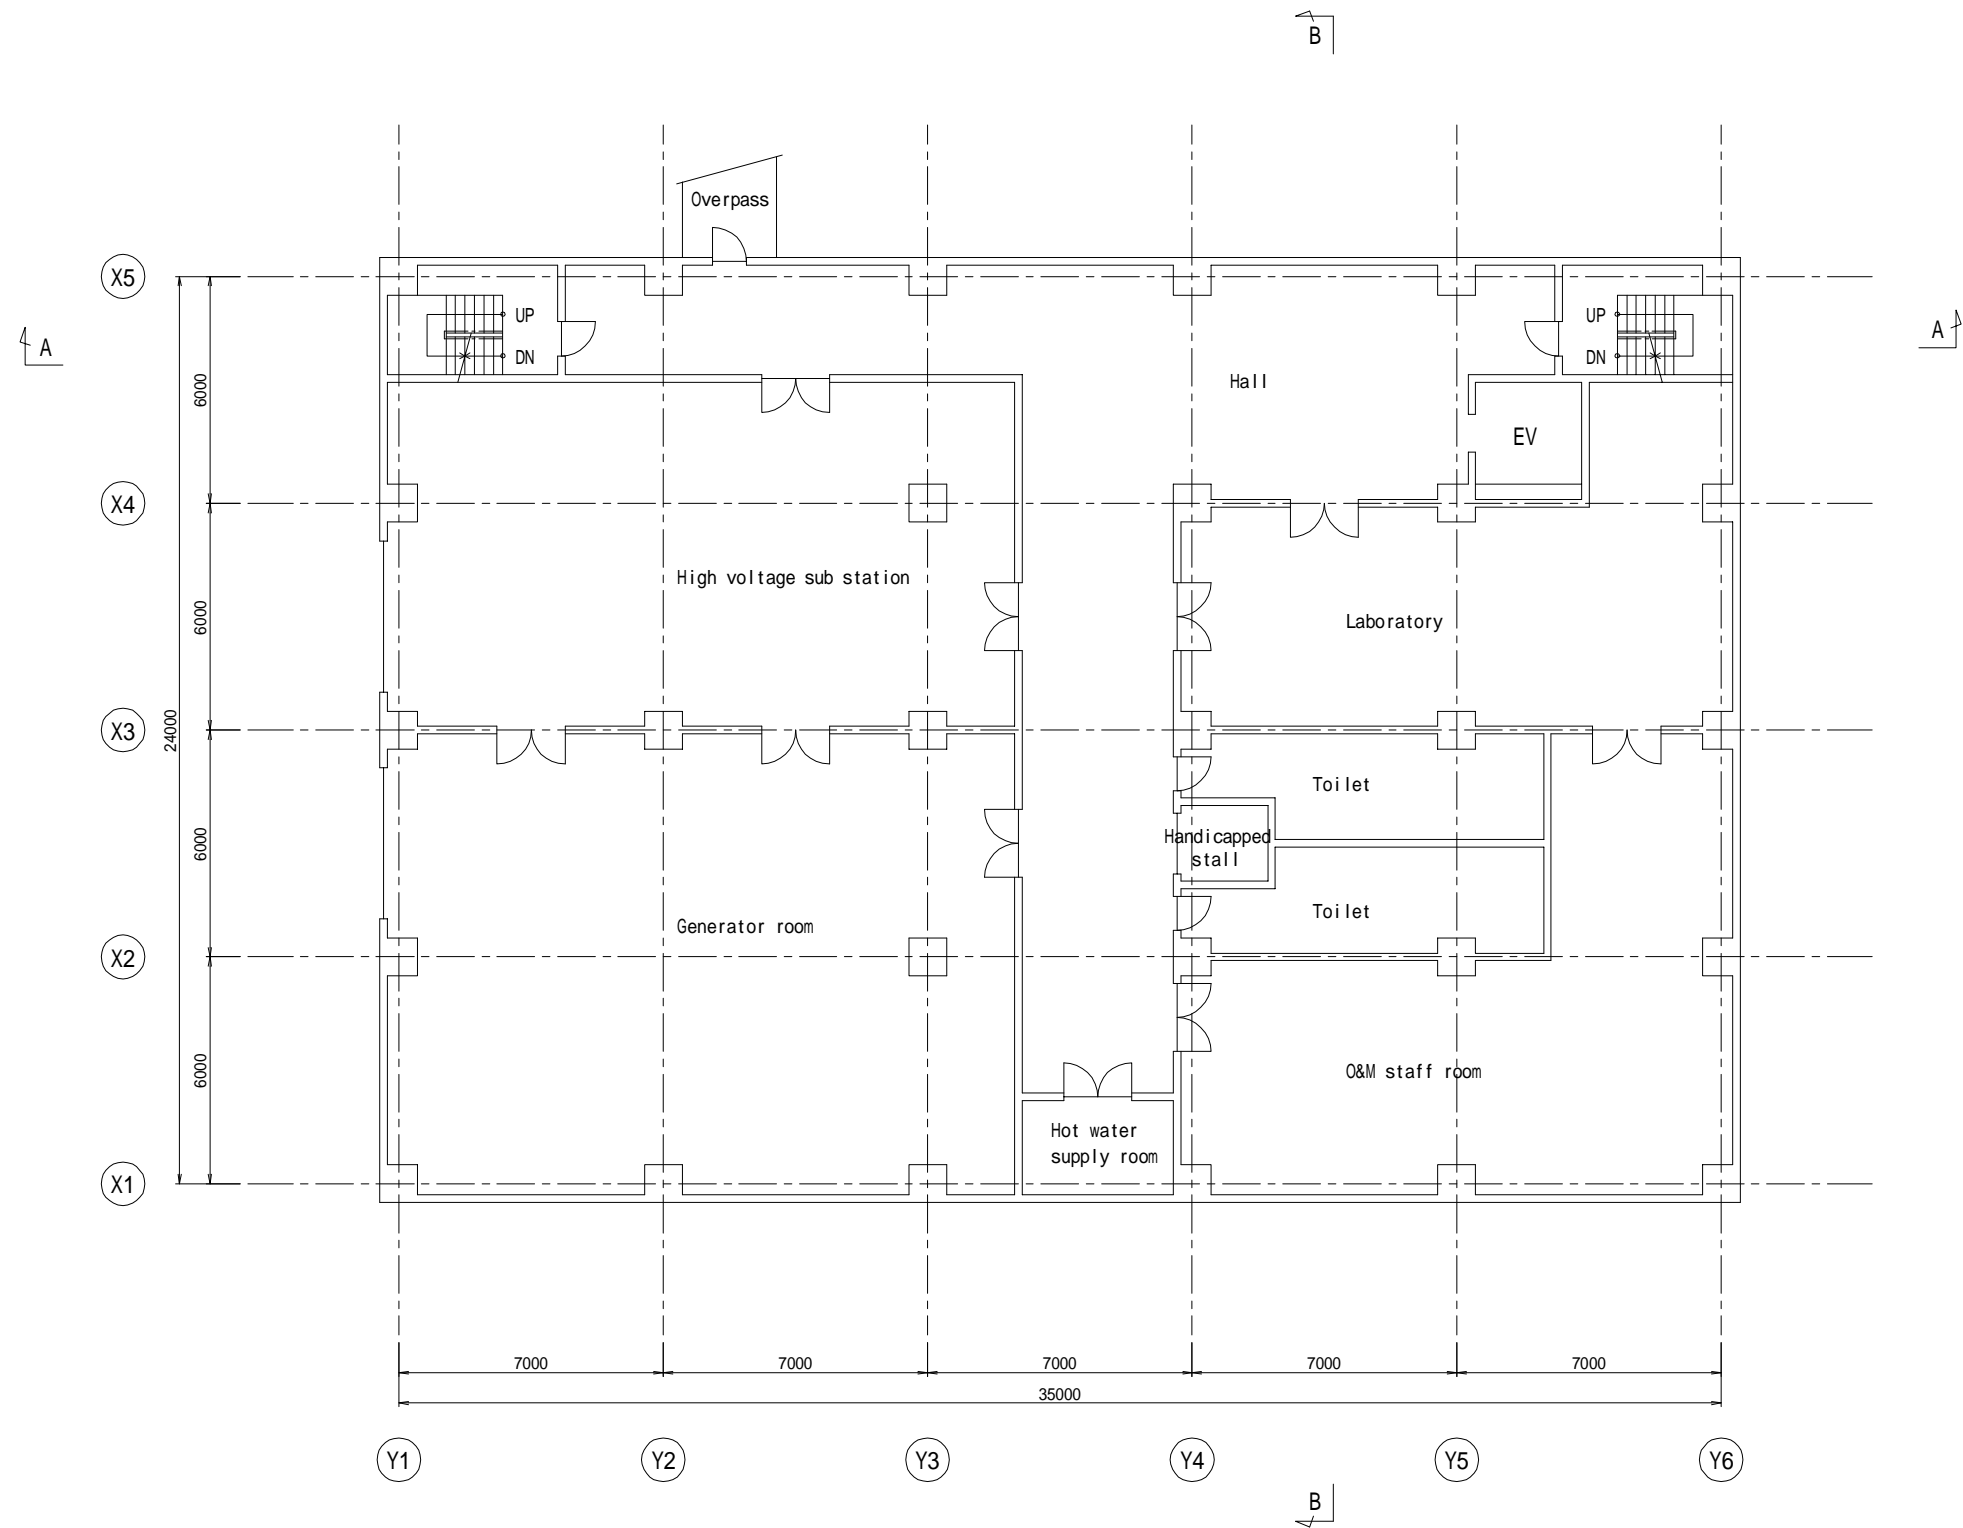 B
Overpass
X5
UP
UP
A
A
DN
DN
Hall
6000
EV
X4
High voltage sub station
6000
Laboratory
X3
24000
Toilet
Handicapped
stall
6000
Toilet
Generator room
X2
6000
O&M staff room
Hot water
supply room
X1
7000
7000
7000
7000
7000
35000
Y1
Y2
Y3
Y4
Y5
Y6
B